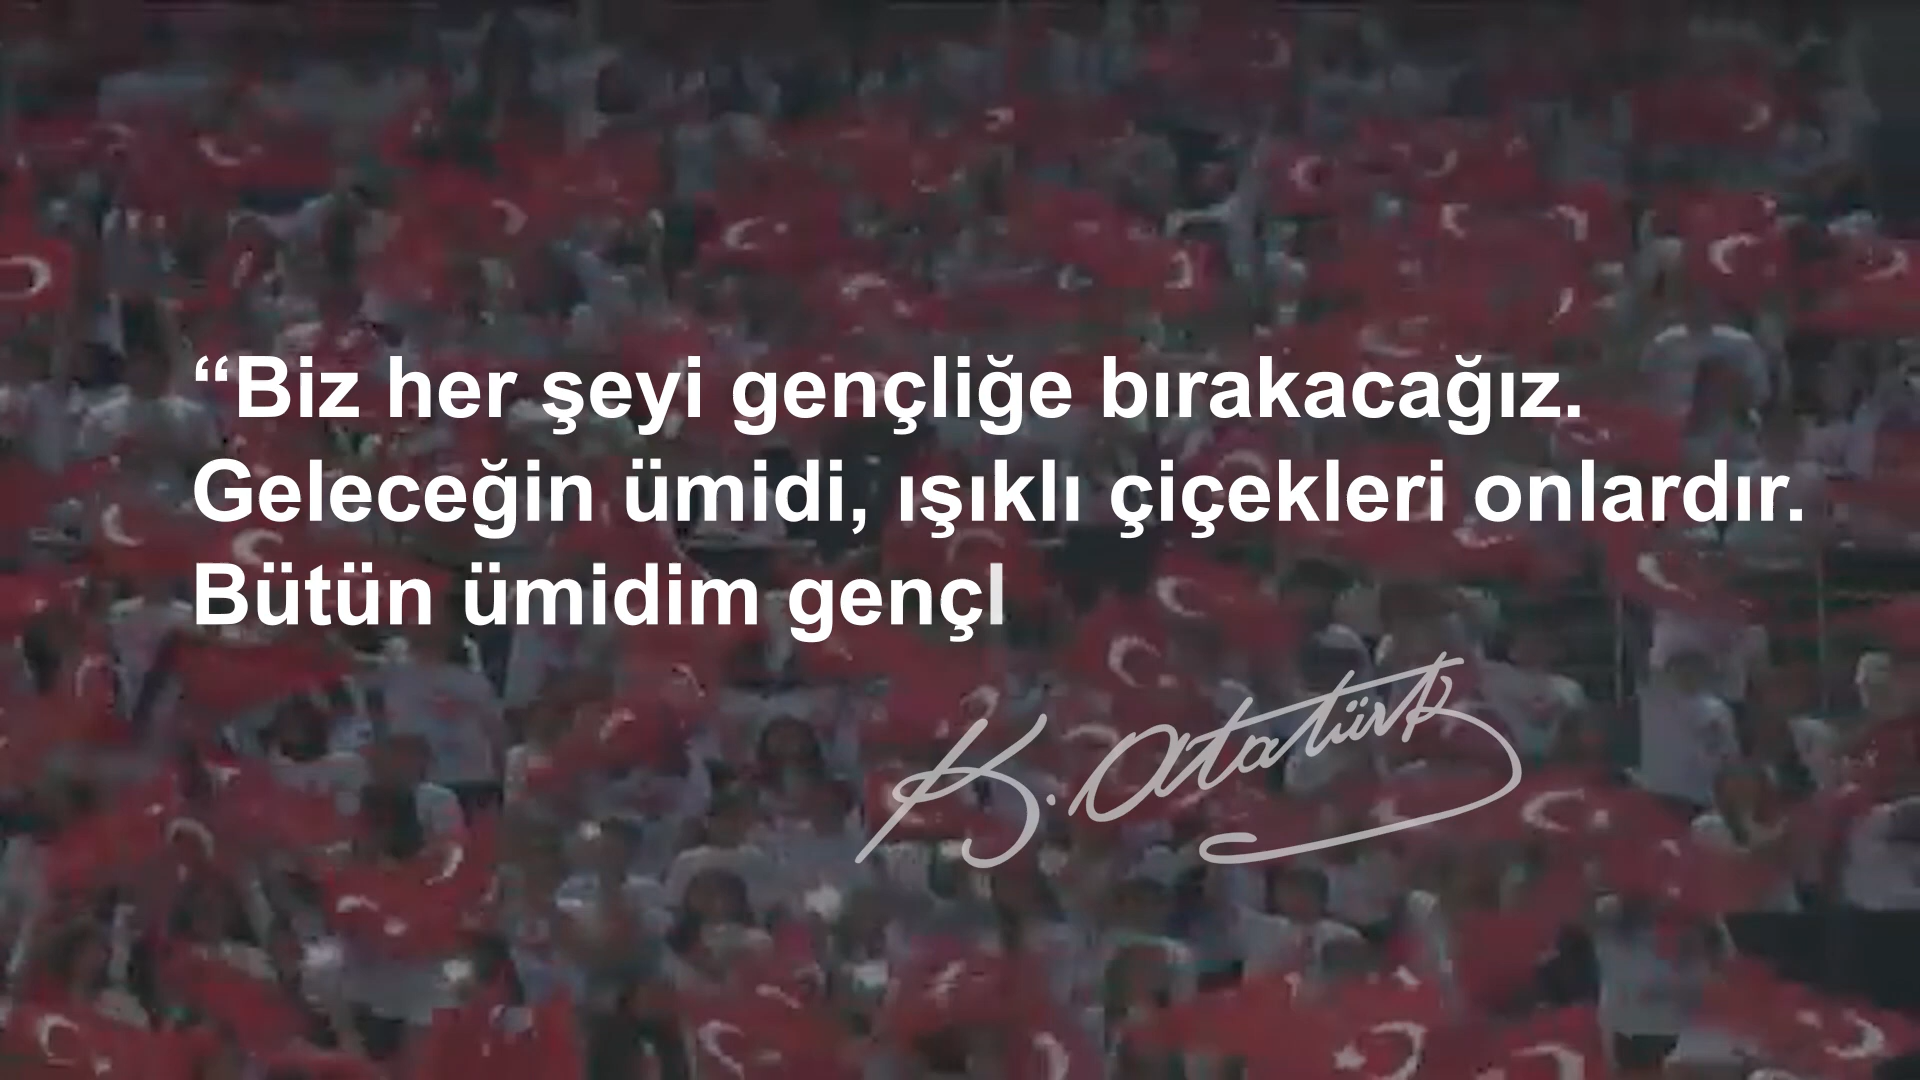 “Biz her şeyi gençliğe bırakacağız.
Geleceğin ümidi, ışıklı çiçekleri onlardır.
Bütün ümidim gençl
K. Atatürk